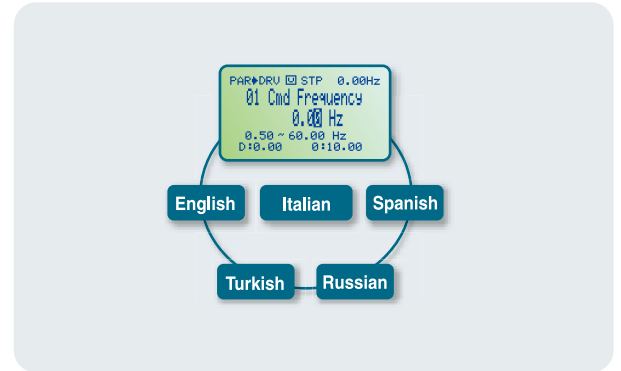 PAR➧DRV U STP 0.00Hz
01 Cmd Frequency
0.00 Hz
0.50 ~ 60.00 Hz
D:0.00 0:10.00
English Italian Spanish
Turkish Russian